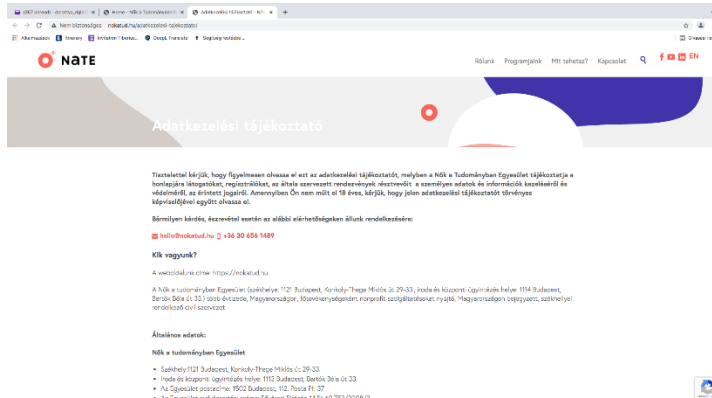 Home - Nők a Tudományban E
Adatkezelési tájékoztató - Nők
Nem biztonságos
nokatud.hu/adatkezelesi-tajekoztato/
Alkalmazások
Itinerary
DeepL Translate
NATE
Rólunk Programjaink Mit tehetsz? Kapcsolat EN
Adatkezelési tájékoztató
Tisztelettel kérjük, hogy figyelmesen olvassa el ezt az adatkezelési tájékoztatót, melyben a Nők a Tudományban Egyesület tájékoztatja a
honlapjára látogatókat, regisztrálókat, az általa szervezett rendezvények résztvevőit a személyes adatok és információk kezeléséről és
védelméről, az érintett jogairól. Amennyiben Ön nem múlt el 18 éves, kérjük, hogy jelen adatkezelési tájékoztatót törvényes
képviselőjével együtt olvassa el.
Bármilyen kérdés, észrevétel esetén az alábbi elérhetőségeken állunk rendelkezésére:
hello@nokatud.hu +36 30 656 1489
Kik vagyunk?
A weboldalunk címe: https://nokatud.hu.
A Nők a tudományban Egyesület (székhelye: 1121 Budapest, Konkoly-Thege Miklós út 29-33., iroda és központi ügyintézés helye: 1114 Budapest,
Bartók Béla út 33.) több évtizede, Magyarországon, főtevékenységeként nonprofit szolgáltatásokat nyújtó, Magyarországon bejegyzett, székhellyel
rendelkező civil szervezet.
Általános adatok:
Nők a tudományban Egyesület
Székhely:1121 Budapest, Konkoly-Thege Miklós út 29-33.
Iroda és központi ügyintézés helye: 1113 Budapest, Bartók Béla út 33.
Az Egyesület postacíme: 1502 Budapest, 112. Posta Pf. 37.